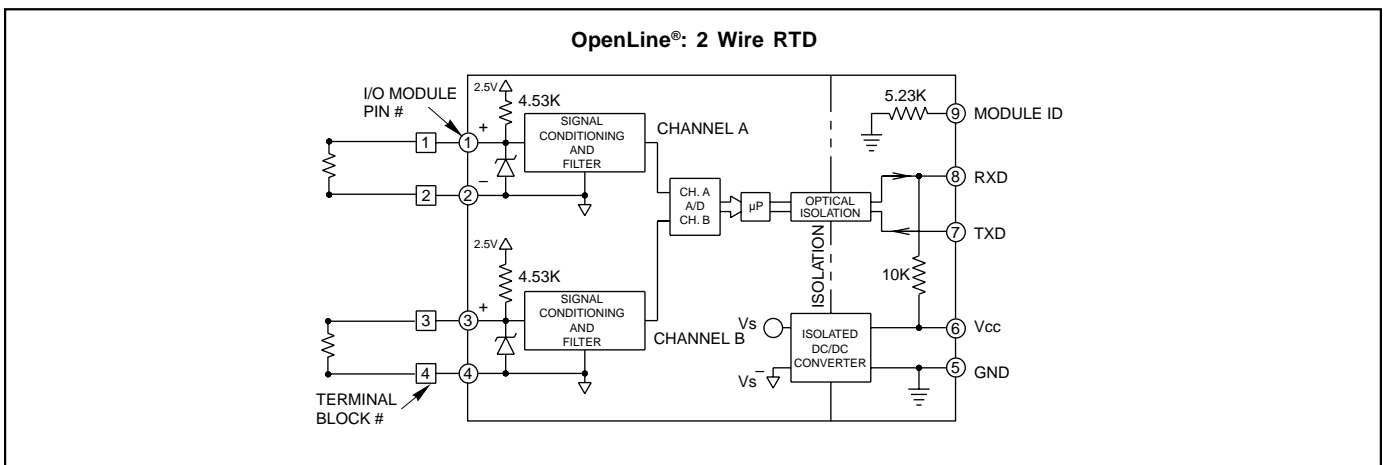 OpenLine®: 2 Wire RTD
I/O MODULE
PIN #
2.5V
4.53K
SIGNAL
CONDITIONING
AND
FILTER
CHANNEL A
1
1
+
2
2
–
5.23K
9
MODULE ID
CH. A
A/D
CH. B
µP
OPTICAL
ISOLATION
8
RXD
7
TXD
ISOLATION
10K
2.5V
4.53K
SIGNAL
CONDITIONING
AND
FILTER
CHANNEL B
3
3
+
4
4
Vs
Vs–
ISOLATED
DC/DC
CONVERTER
6
Vcc
5
GND
TERMINAL
BLOCK #